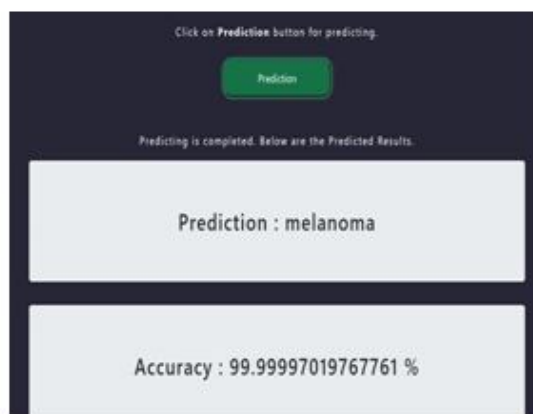 Click on Prediction button for predicting.
Prediction
Predicting is completed. Below are the Predicted Results.
Prediction : melanoma
Accuracy : 99.99997019767761 %